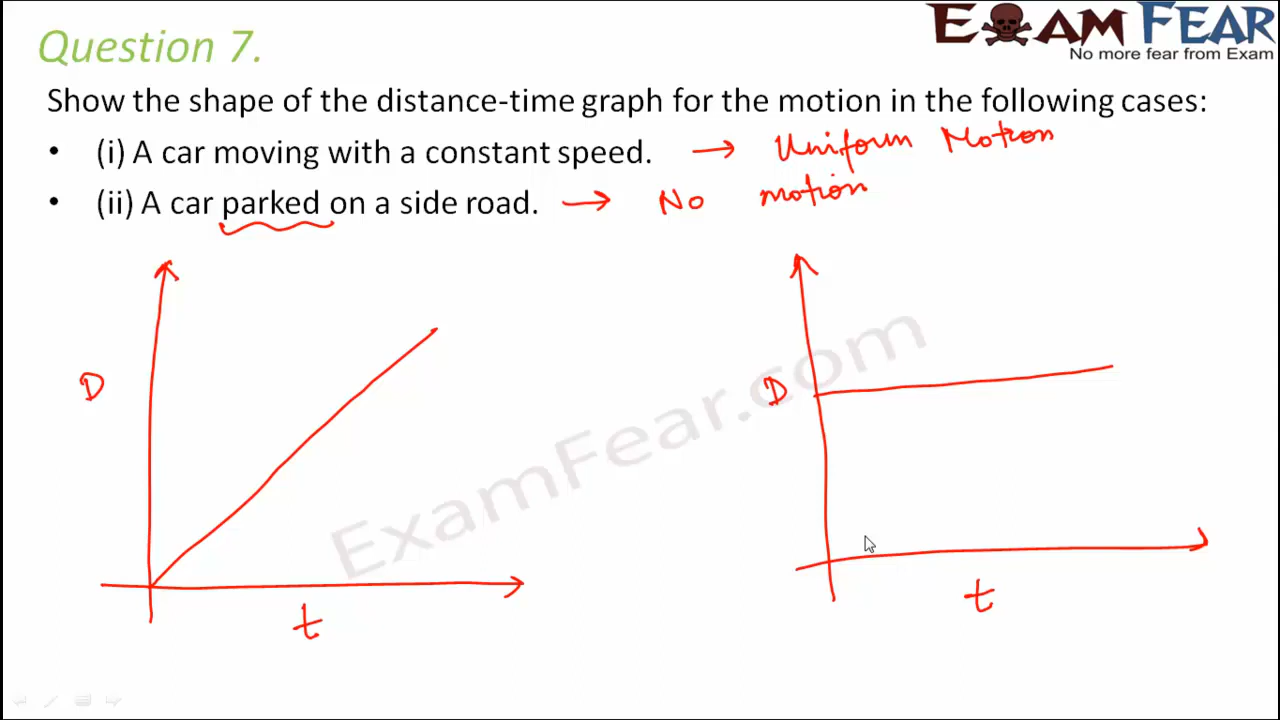 Question 7.
EXAM FEAR
No more fear from Exam
Show the shape of the distance-time graph for the motion in the following cases:
• (i) A car moving with a constant speed. → Uniform Motion
• (ii) A car parked on a side road. → No motion
D
t
D
t
ExamFear.com